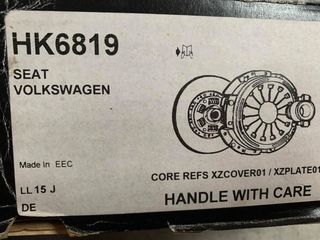 HK6819
SEAT
VOLKSWAGEN
Made in EEC
CORE REFS XZCOVER01 / XZPLATE01
LL 15 J
HANDLE WITH CARE
DE